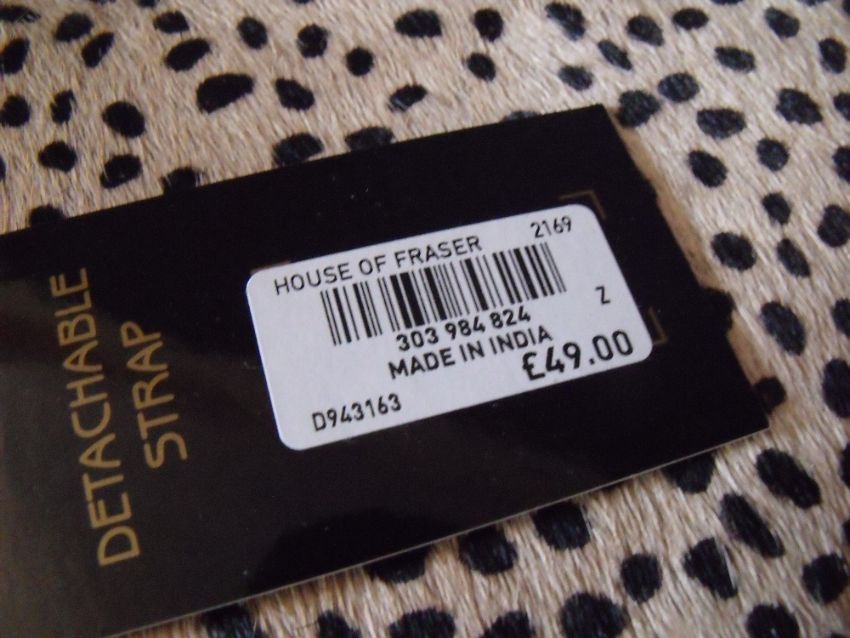 DETACHABLE
STRAP
HOUSE OF FRASER 2169
303 984 824 Z
MADE IN INDIA
£49.00
D943163